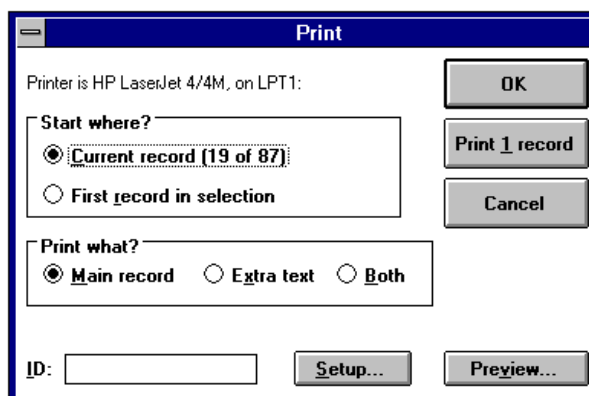 Print
Printer is HP LaserJet 4/4M, on LPT1:
OK
Start where?
Current record (19 of 87)
First record in selection
Print 1 record
Cancel
Print what?
Main record Extra text Both
ID:
Setup...
Preview...